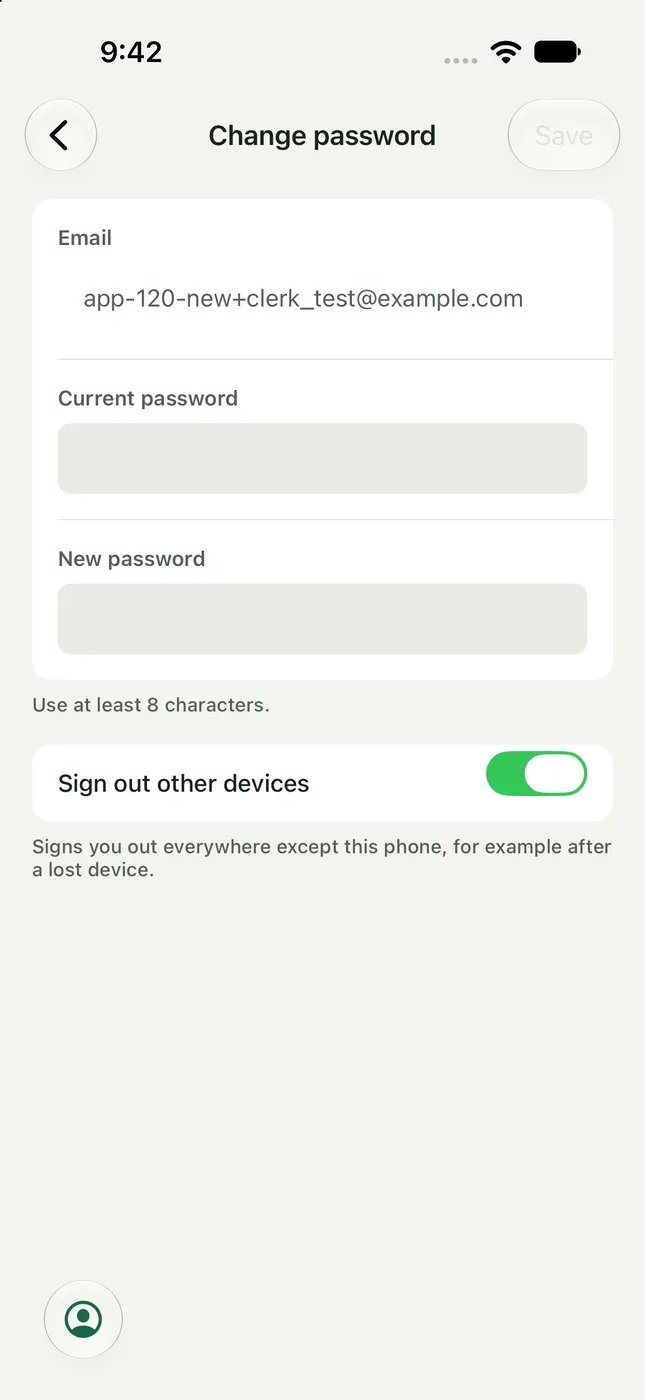 9:42
Change password
Save
Email
app-120-new+clerk_test@example.com
Current password
New password
Use at least 8 characters.
Sign out other devices
Signs you out everywhere except this phone, for example after
a lost device.